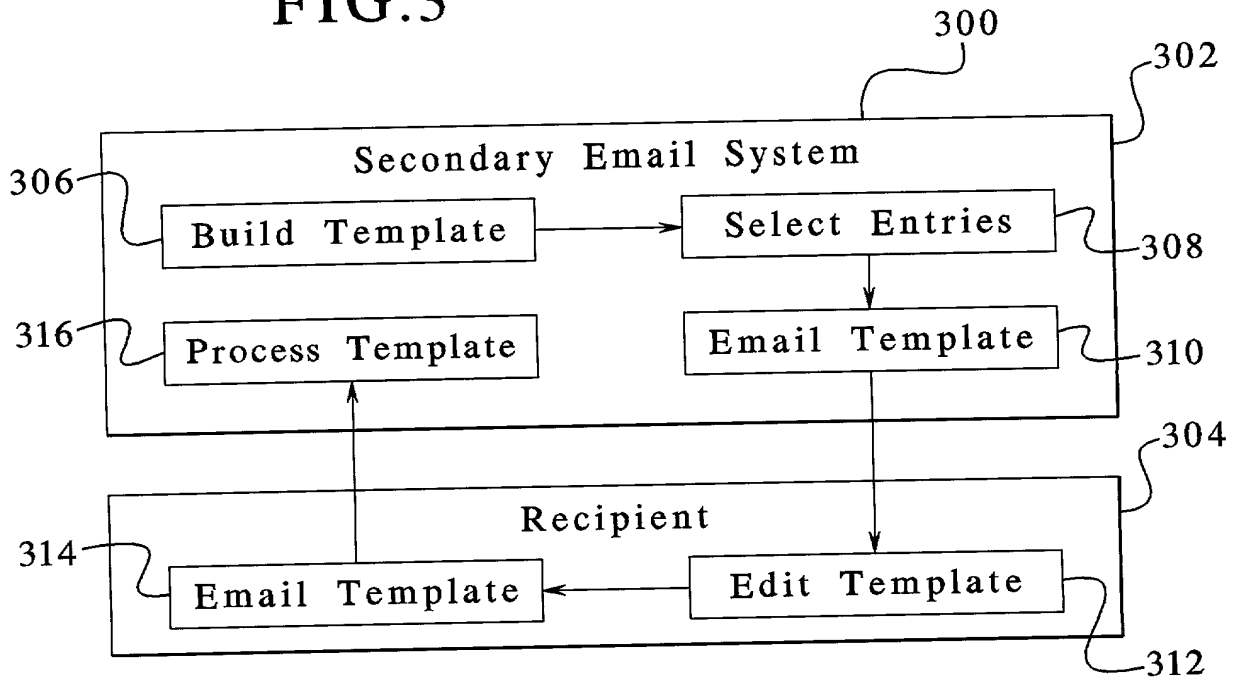 FIG.3
300
302
Secondary Email System
306
Build Template
Select Entries
308
316
Process Template
Email Template
310
304
Recipient
314
Email Template
Edit Template
312